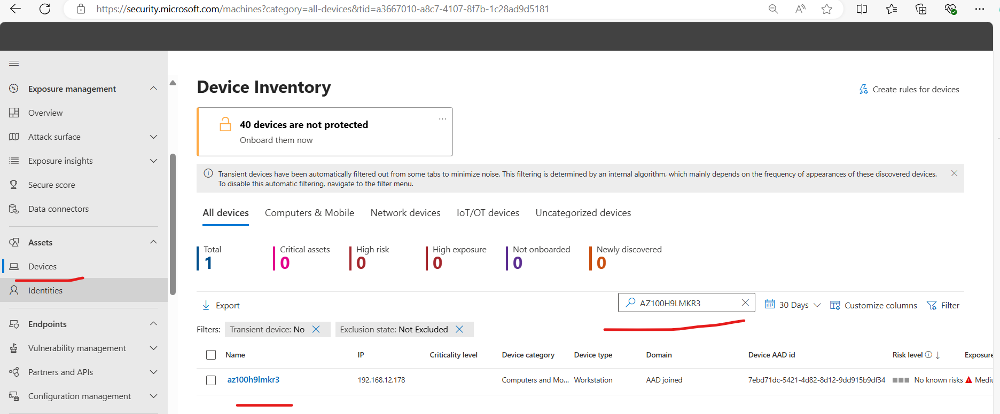 https://security.microsoft.com/machines?category=all-devices&tid=a3667010-a8c7-4107-8f7b-1c28ad9d5181
Exposure management
Overview
Attack surface
Exposure insights
Secure score
Data connectors
Assets
Devices
Identities
Endpoints
Vulnerability management
Partners and APIs
Configuration management
Device Inventory
Create rules for devices
40 devices are not protected
Onboard them now
Transient devices have been automatically filtered out from some tabs to minimize noise. This filtering is determined by an internal algorithm, which mainly depends on the frequency of appearances of these discovered devices.
To disable this automatic filtering, navigate to the filter menu.
All devices Computers & Mobile Network devices IoT/OT devices Uncategorized devices
Total Critical assets High risk High exposure Not onboarded Newly discovered
1 0 0 0 0 0
Export AZ100H9LMKR3 30 Days Customize columns Filter
Filters: Transient device: No Exclusion state: Not Excluded
Name IP Criticality level Device category Device type Domain Device AAD id Risk level Exposure
az100h9lmkr3 192.168.12.178 Computers and Mo... Workstation AAD joined 7ebd71dc-5421-4d82-8d12-9dd915b9df34 No known risks Mediu